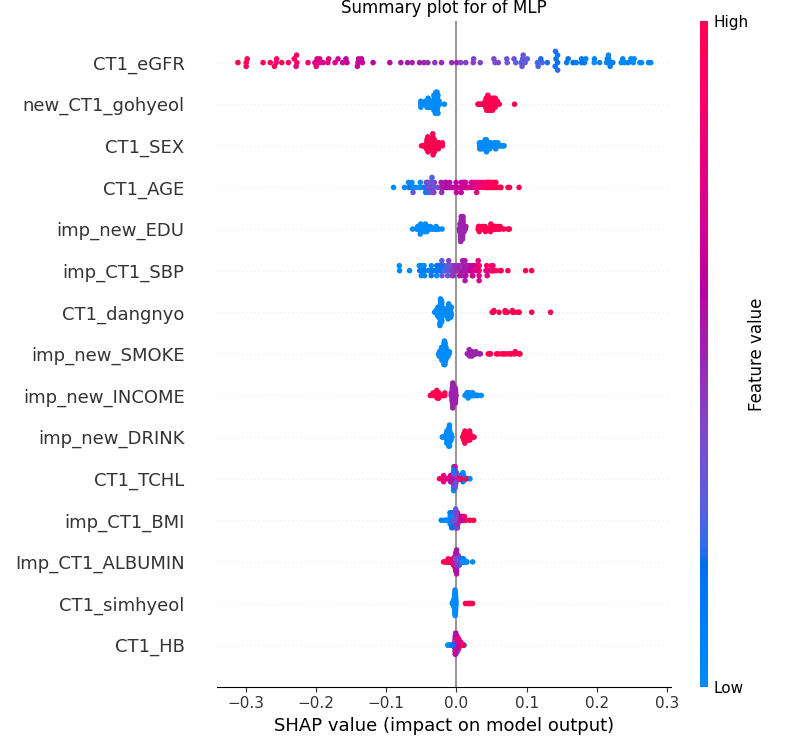 Summary plot for of MLP
High
CT1_eGFR
new_CT1_gohyeol
CT1_SEX
CT1_AGE
imp_new_EDU
imp_CT1_SBP
CT1_dangnyo
imp_new_SMOKE
imp_new_INCOME
imp_new_DRINK
CT1_TCHL
imp_CT1_BMI
Imp_CT1_ALBUMIN
CT1_simhyeol
CT1_HB
Feature value
Low
−0.3 −0.2 −0.1 0.0 0.1 0.2 0.3
SHAP value (impact on model output)